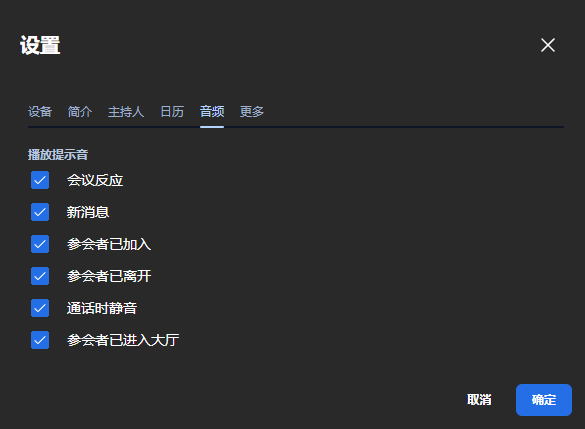 设置
设备 简介 主持人 日历 音频 更多
播放提示音
会议反应
新消息
参会者已加入
参会者已离开
通话时静音
参会者已进入大厅
取消 确定